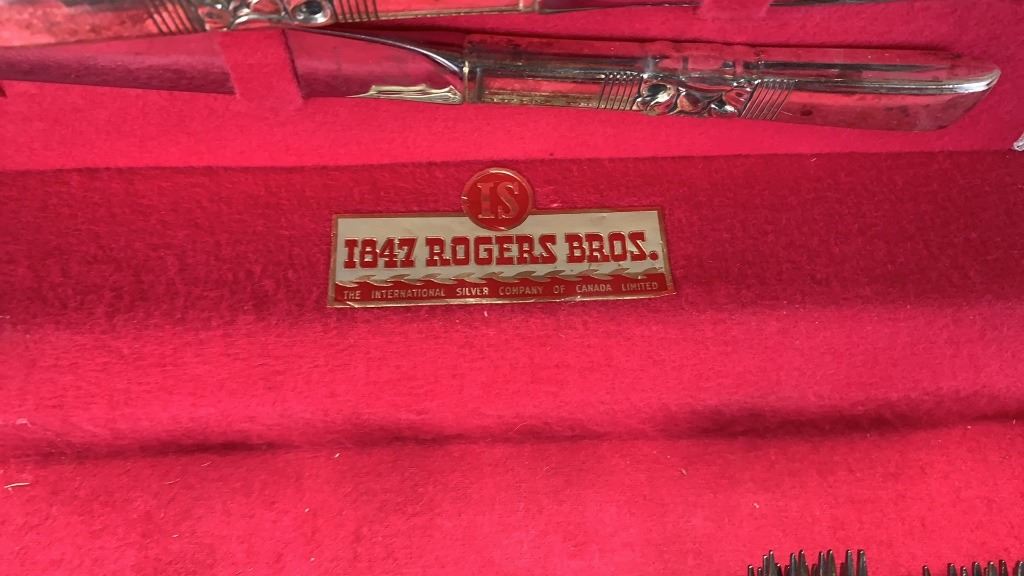 IS
1847 ROGERS BROS.
THE INTERNATIONAL SILVER COMPANY OF CANADA LIMITED